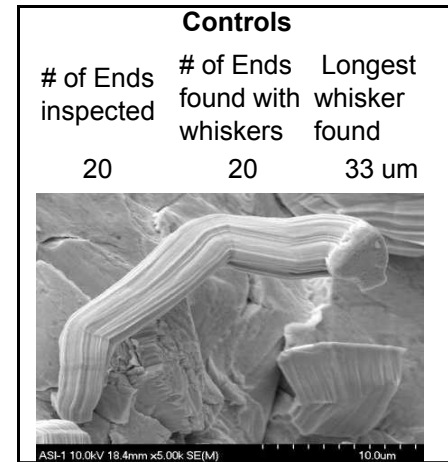 Controls
# of Ends inspected
# of Ends found with whiskers
Longest whisker found
20 20 33 um
ASI-1 10.0kV 18.4mm x5.00k SE(M) 10.0um